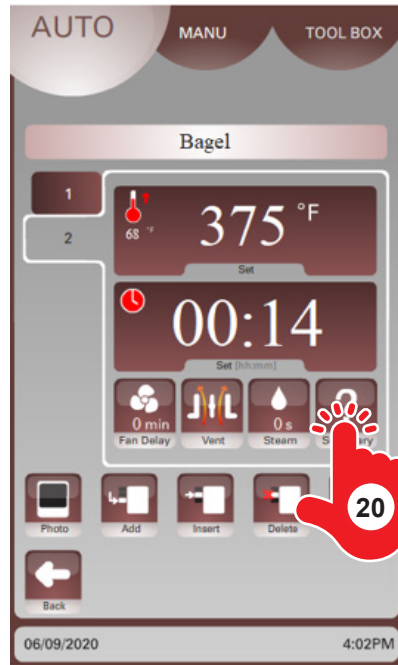 AUTO
MANU
TOOL BOX
Bagel
1
2
68 °F
375 °F
Set
00:14
Set [hh:mm]
0 min
0 s
Fan Delay
Vent
Steam
20
Photo
Add
Insert
Delete
Back
06/09/2020
4:02PM